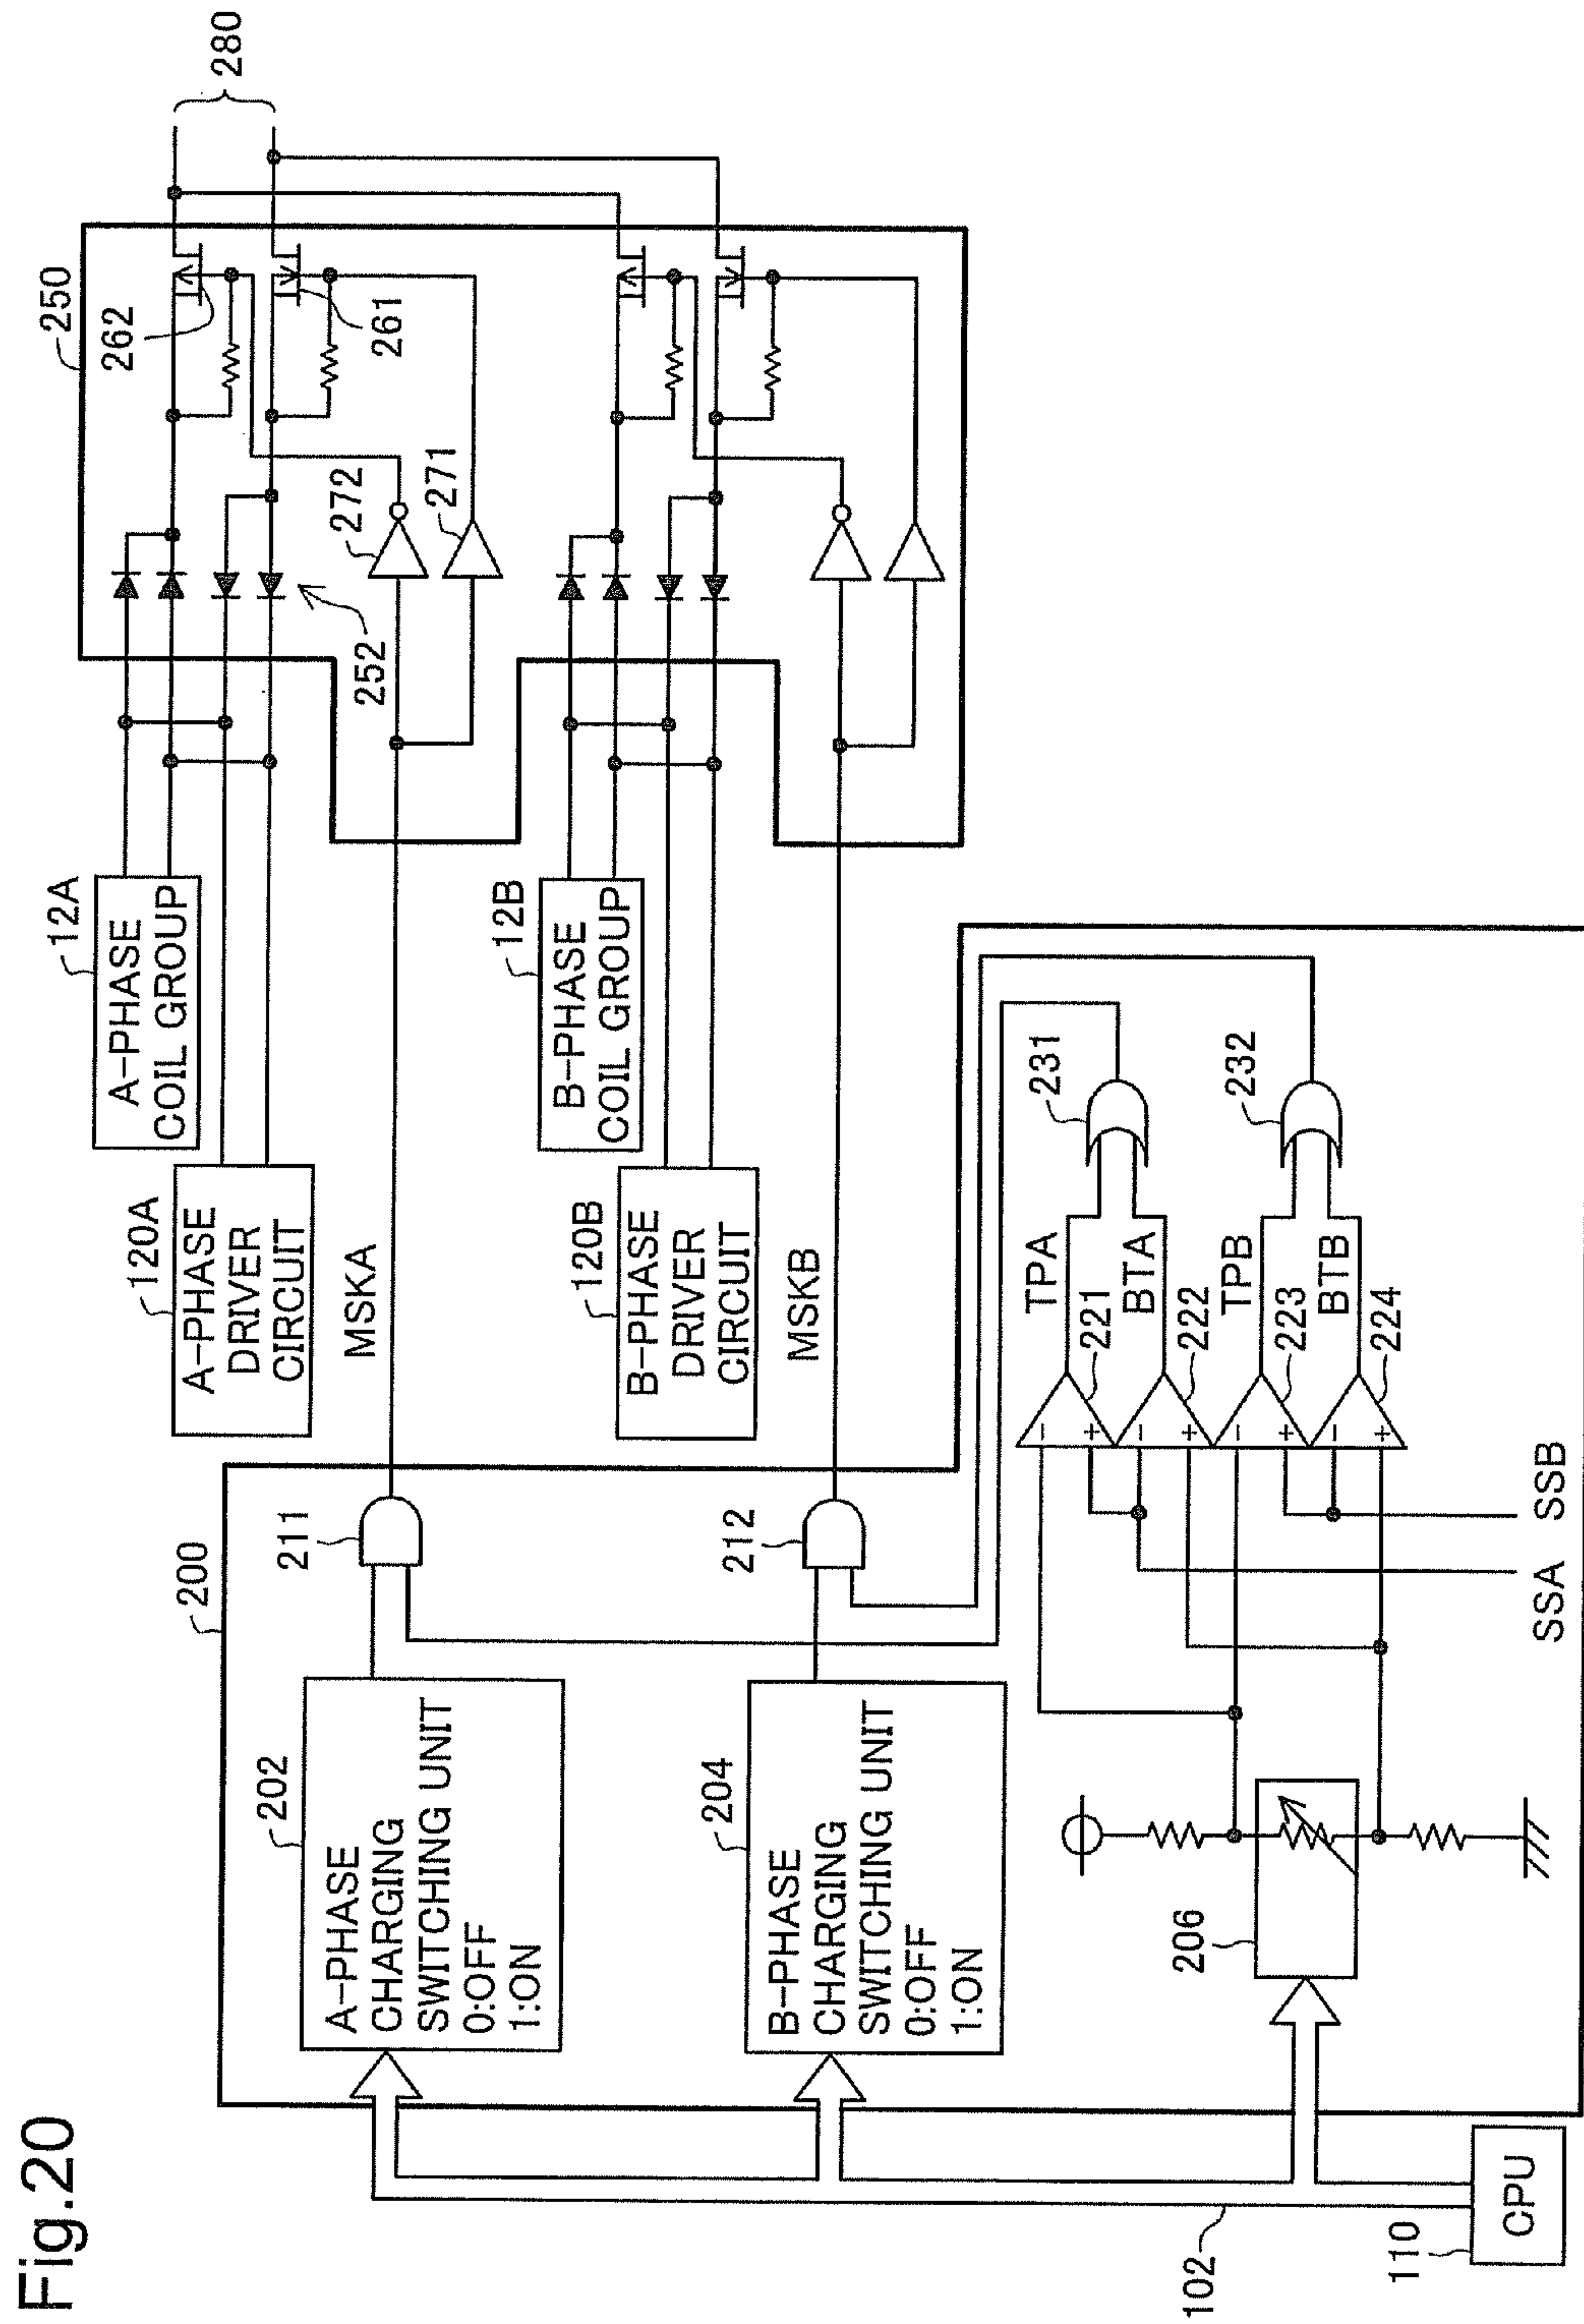 Fig.20
280
250
262
261
272
271
252
12A
A-PHASE
COIL GROUP
120A
A-PHASE
DRIVER
CIRCUIT
MSKA
12B
B-PHASE
COIL GROUP
120B
B-PHASE
DRIVER
CIRCUIT
MSKB
200
211
212
202
A-PHASE
CHARGING
SWITCHING UNIT
0:OFF
1:ON
204
B-PHASE
CHARGING
SWITCHING UNIT
0:OFF
1:ON
206
231
232
TPA
221
BTA
222
TPB
223
BTB
224
-
+
-
+
-
+
-
+
SSA
SSB
102
110
CPU